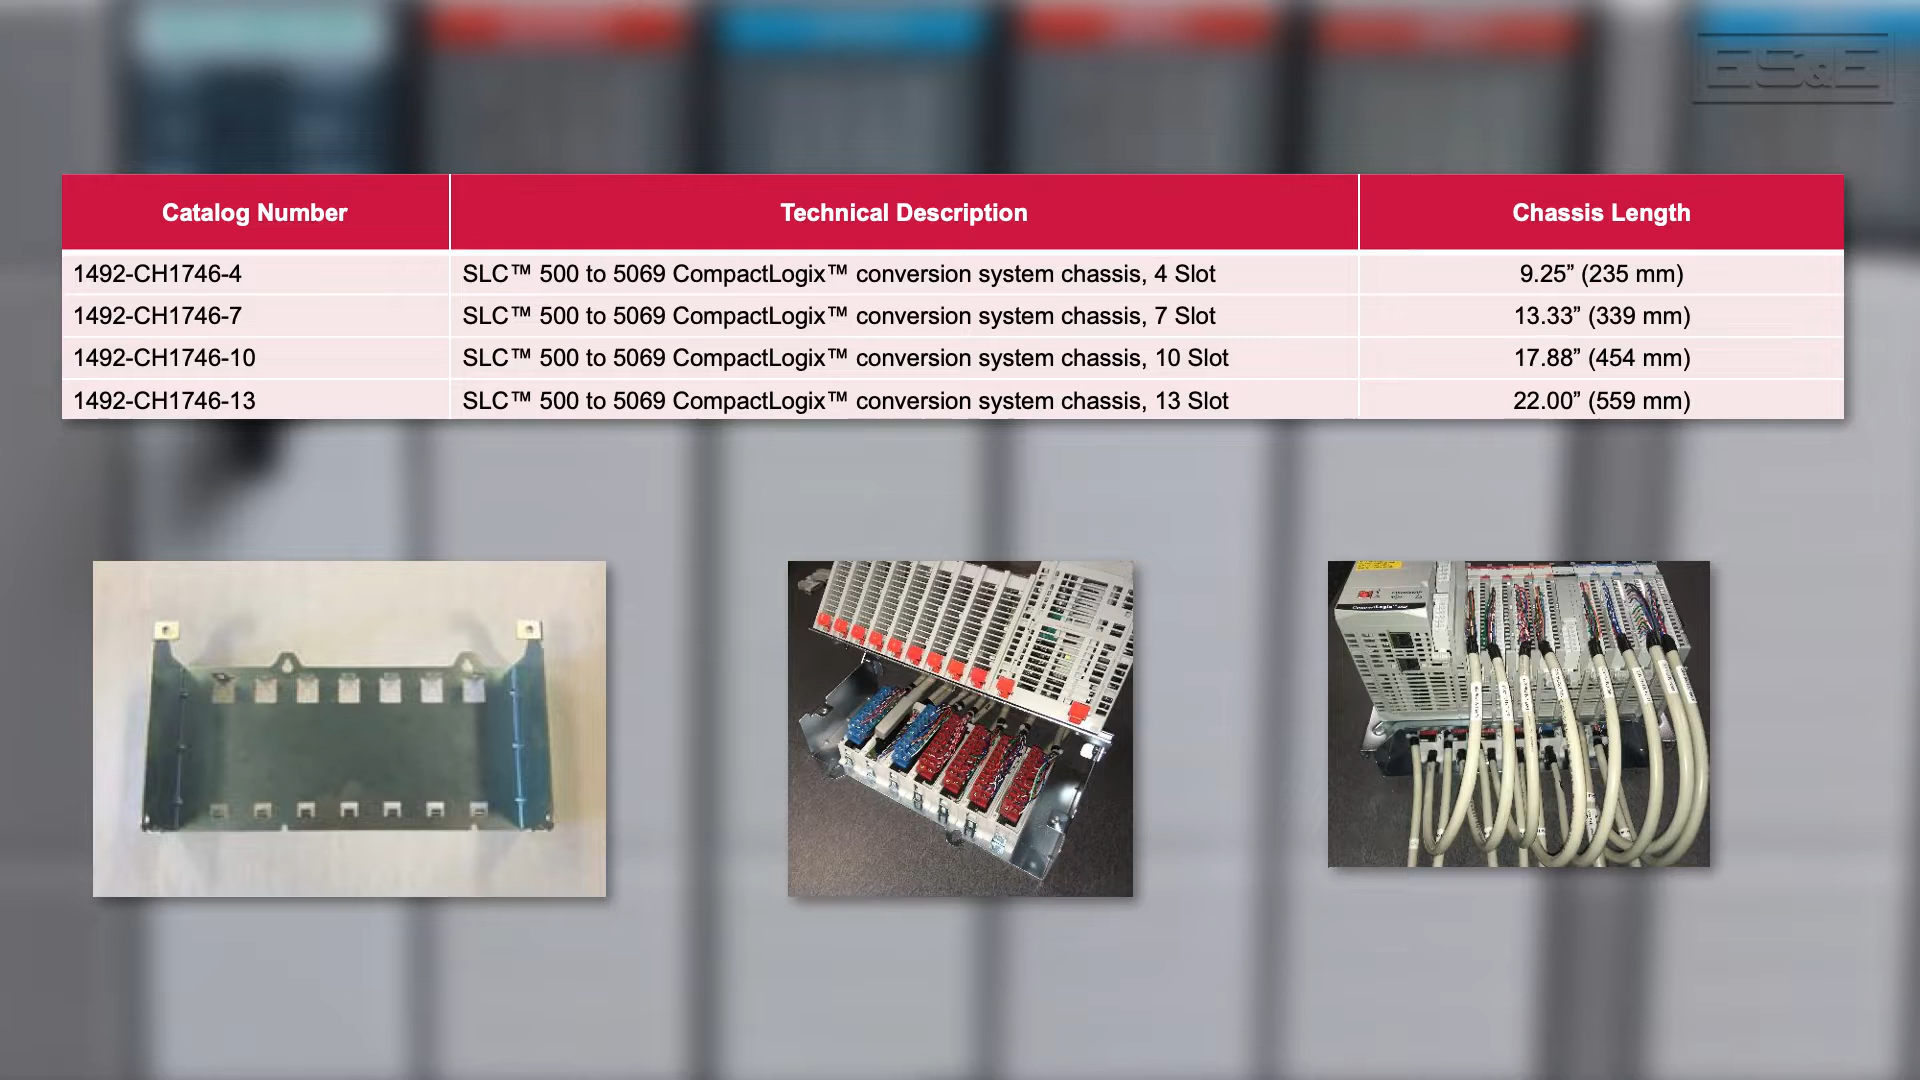 ES&E
Catalog Number Technical Description Chassis Length
1492-CH1746-4 SLC™ 500 to 5069 CompactLogix™ conversion system chassis, 4 Slot 9.25” (235 mm)
1492-CH1746-7 SLC™ 500 to 5069 CompactLogix™ conversion system chassis, 7 Slot 13.33” (339 mm)
1492-CH1746-10 SLC™ 500 to 5069 CompactLogix™ conversion system chassis, 10 Slot 17.88” (454 mm)
1492-CH1746-13 SLC™ 500 to 5069 CompactLogix™ conversion system chassis, 13 Slot 22.00” (559 mm)